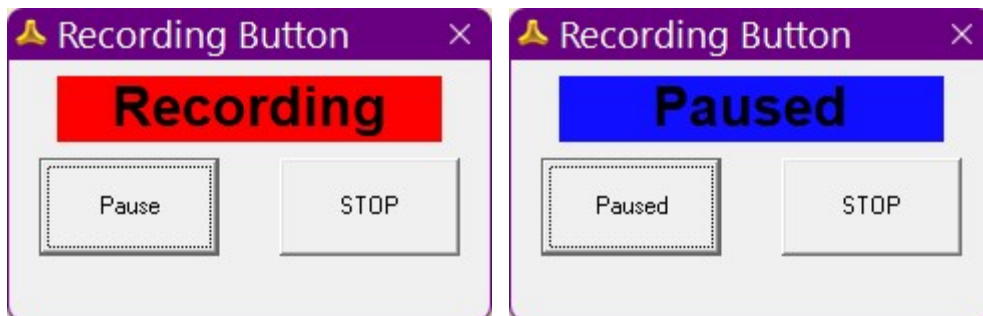 Recording Button
Recording
Pause
STOP
Recording Button
Paused
Paused
STOP